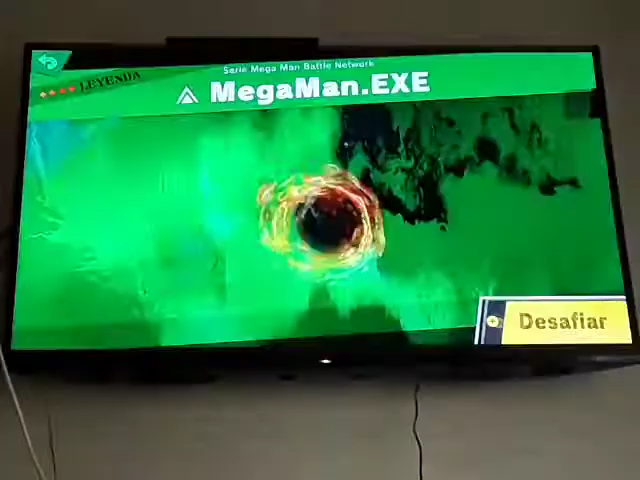 Serie Mega Man Battle Network
LEYENDA
MegaMan.EXE
Desafiar